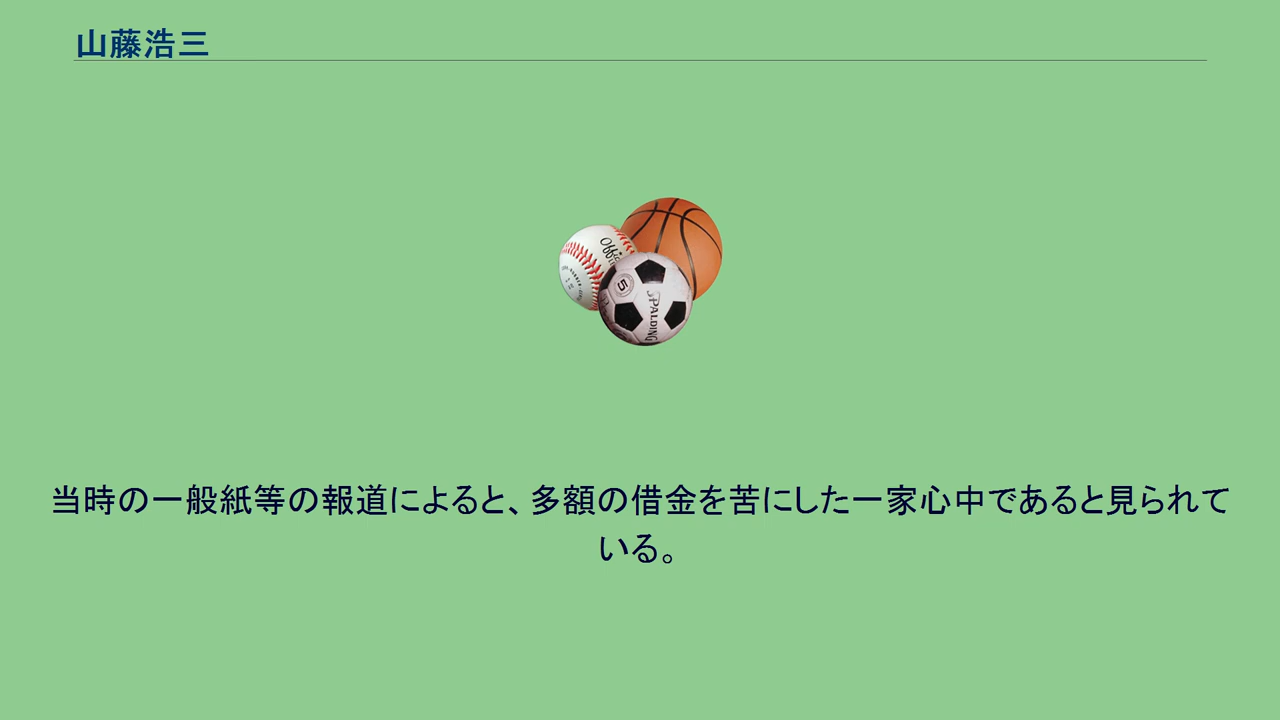 山藤浩三
Offici
5
SPALDING
当時の一般紙等の報道によると、多額の借金を苦にした一家心中であると見られて
いる。